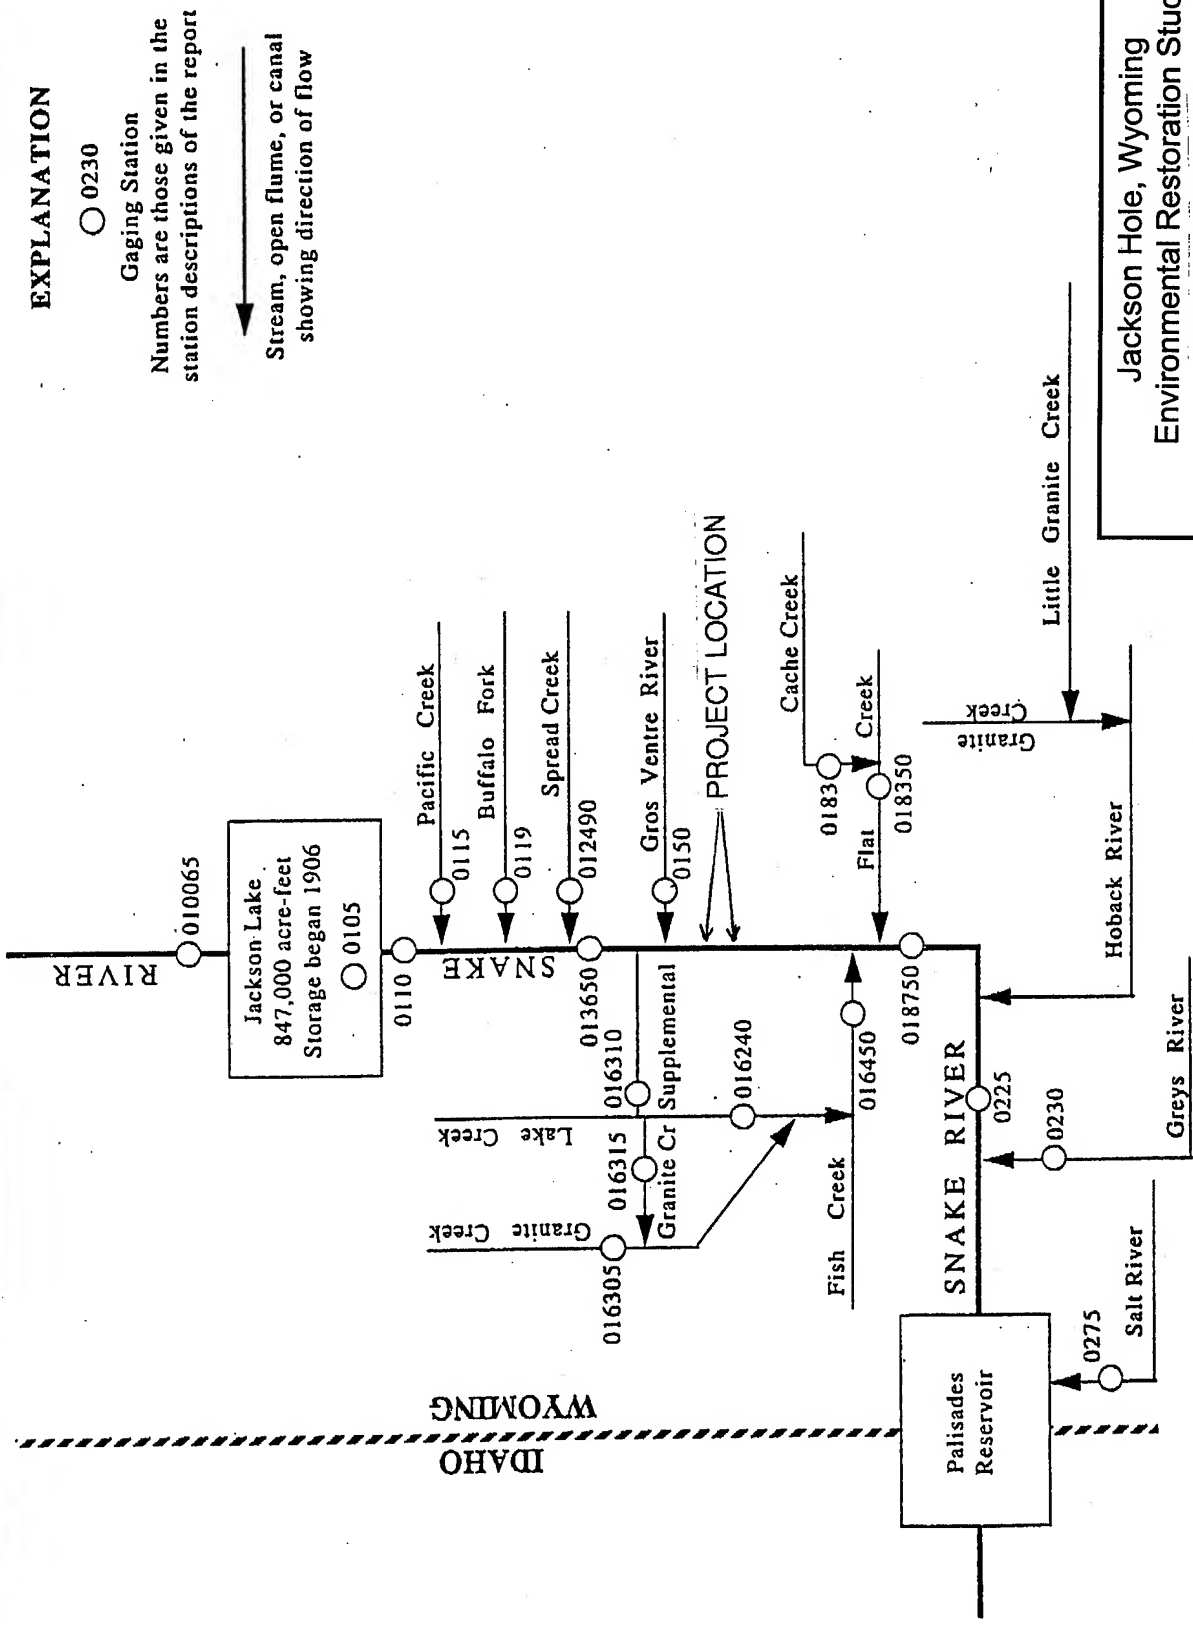 EXPLANATION
0230
Gaging Station
Numbers are those given in the
station descriptions of the report
Stream, open flume, or canal
showing direction of flow
RIVER
010065
Jackson Lake
847,000 acre-feet
Storage began 1906
0105
0110
SNAKE
Pacific Creek
0115
Buffalo Fork
0119
Spread Creek
012490
013650
Gros Ventre River
0150
PROJECT LOCATION
Supplemental
016310
Lake Creek
016240
Granite Cr
016315
Granite Creek
016305
Fish Creek
016450
Cache Creek
0183
Flat Creek
018350
018750
Granite
Creek
Little Granite Creek
Hoback River
SNAKE RIVER
0225
0230
Greys River
Salt River
0275
Palisades
Reservoir
WYOMING
IDAHO
Jackson Hole, Wyoming
Environmental Restoration Stud